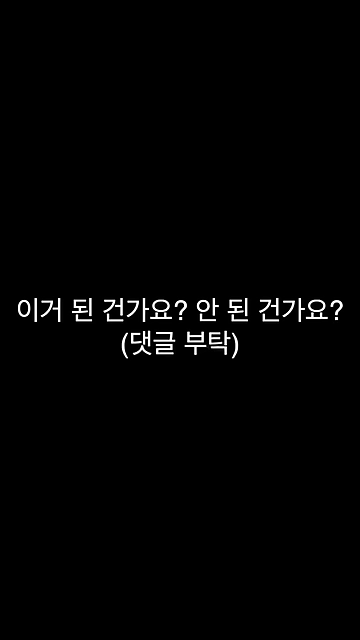 이거 된 건가요? 안 된 건가요?
(댓글 부탁)